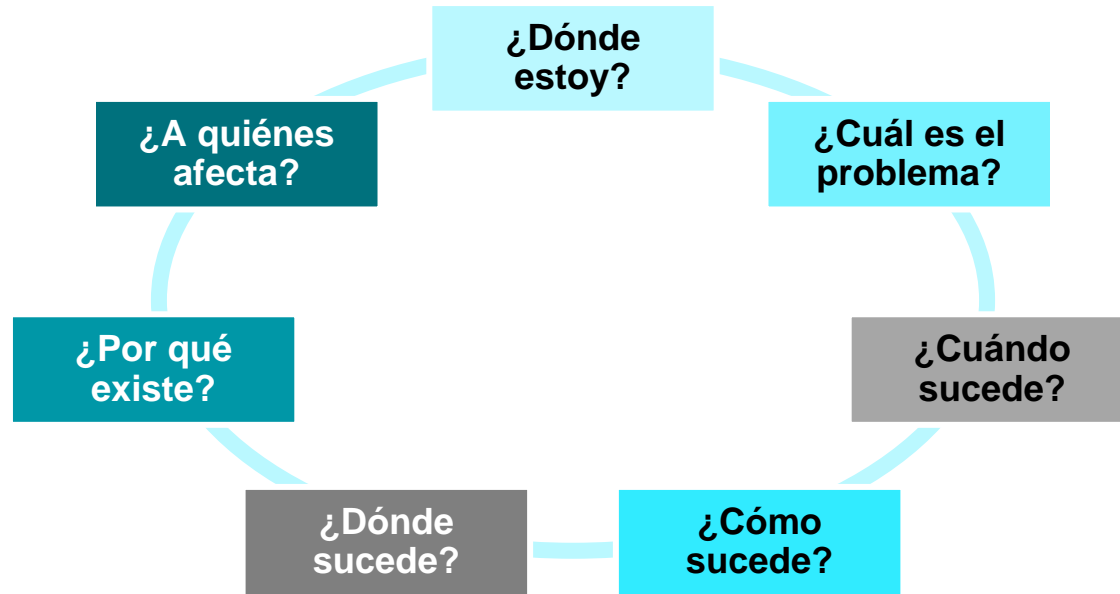 ¿Dónde
estoy?
¿Cuál es el
problema?
¿Cuándo
sucede?
¿Cómo
sucede?
¿Dónde
sucede?
¿Por qué
existe?
¿A quiénes
afecta?